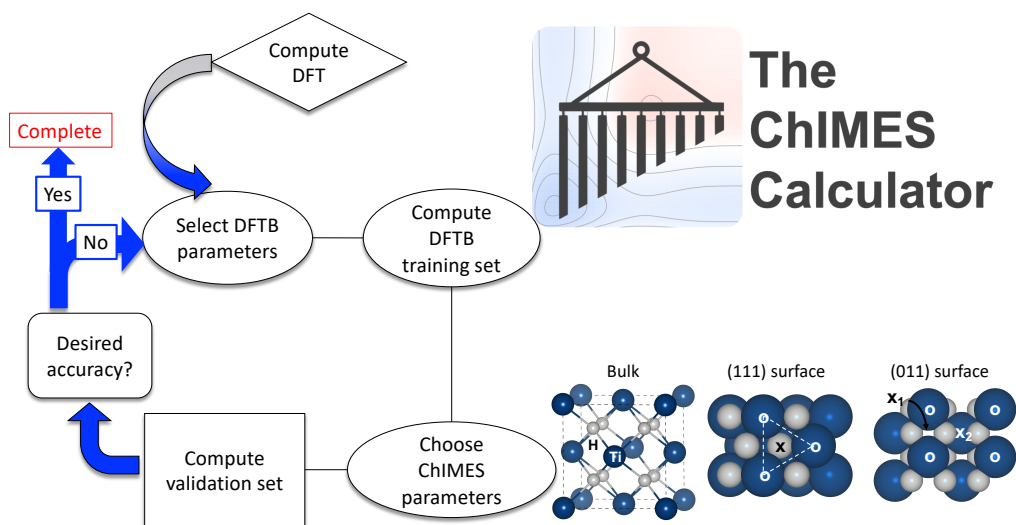 Compute
DFT
The
ChIMES
Calculator
Complete
Yes
No
Select DFTB
parameters
Compute
DFTB
training set
Desired
accuracy?
Compute
validation set
Choose
ChIMES
parameters
Bulk
H
Ti
(111) surface
O
X
O
O
(011) surface
X₁
O
O
X₂
O
O